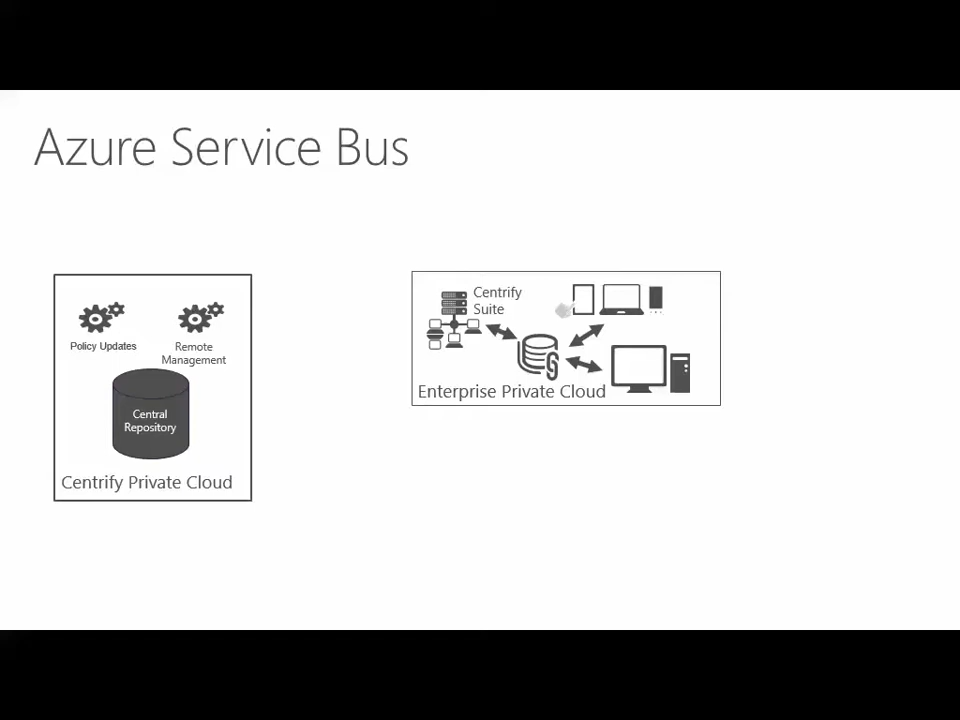 Azure Service Bus
Policy Updates
Remote
Management
Central
Repository
Centrify Private Cloud
Centrify
Suite
Enterprise Private Cloud